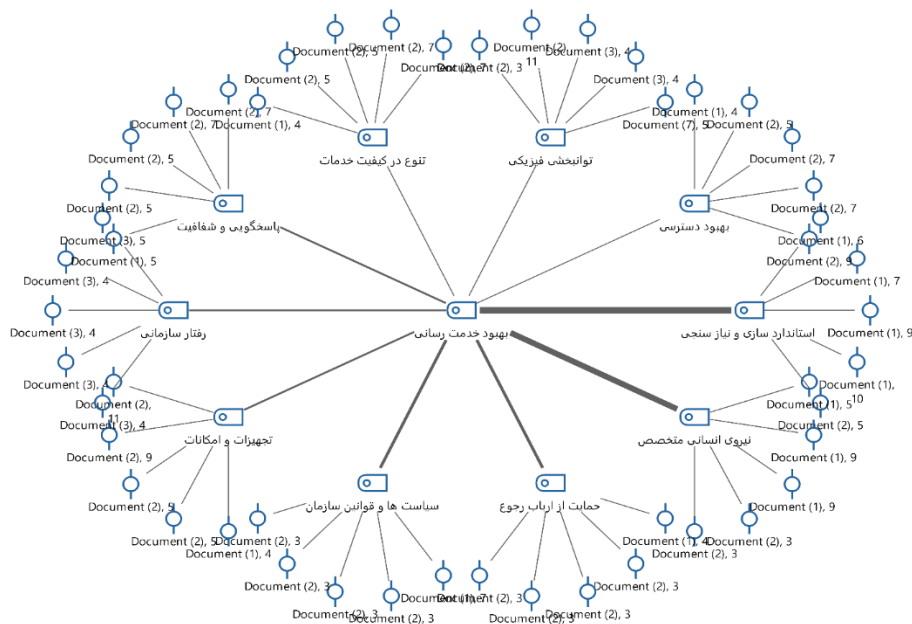 Document (2), 5
Document (2), 7
Document (2), 3
Document (2), 11
Document (3), 4
Document (2), 5
Document (3), 4
Document (2), 7
Document (1), 4
Document (1), 4
Document (7), 5
Document (2), 5
Document (2), 7
تنوع در کیفیت خدمات
توانبخشی فیزیکی
Document (2), 5
Document (2), 7
Document (2), 5
Document (2), 7
پاسخگویی و شفافیت
بهبود دسترسی
Document (3), 5
Document (1), 6
Document (1), 5
Document (2), 9
Document (3), 4
Document (1), 7
رفتار سازمانی
بهبود خدمت رسانی
استاندارد سازی و نیاز سنجی
Document (3), 4
Document (1), 9
Document (3), 4
Document (1), 10
Document (2), 11
Document (1), 5
Document (3), 4
Document (2), 5
تجهیزات و امکانات
نیروی انسانی متخصص
Document (2), 9
Document (1), 9
سیاست ها و قوانین سازمان
حمایت از ارباب رجوع
Document (2), 5
Document (1), 9
Document (2), 5
Document (2), 3
Document (1), 4
Document (2), 3
Document (1), 4
Document (2), 3
Document (2), 3
Document (2), 3
Document (1), 7
Document (2), 3
Document (2), 3
Document (2), 3
Document (2), 3
Document (2), 3